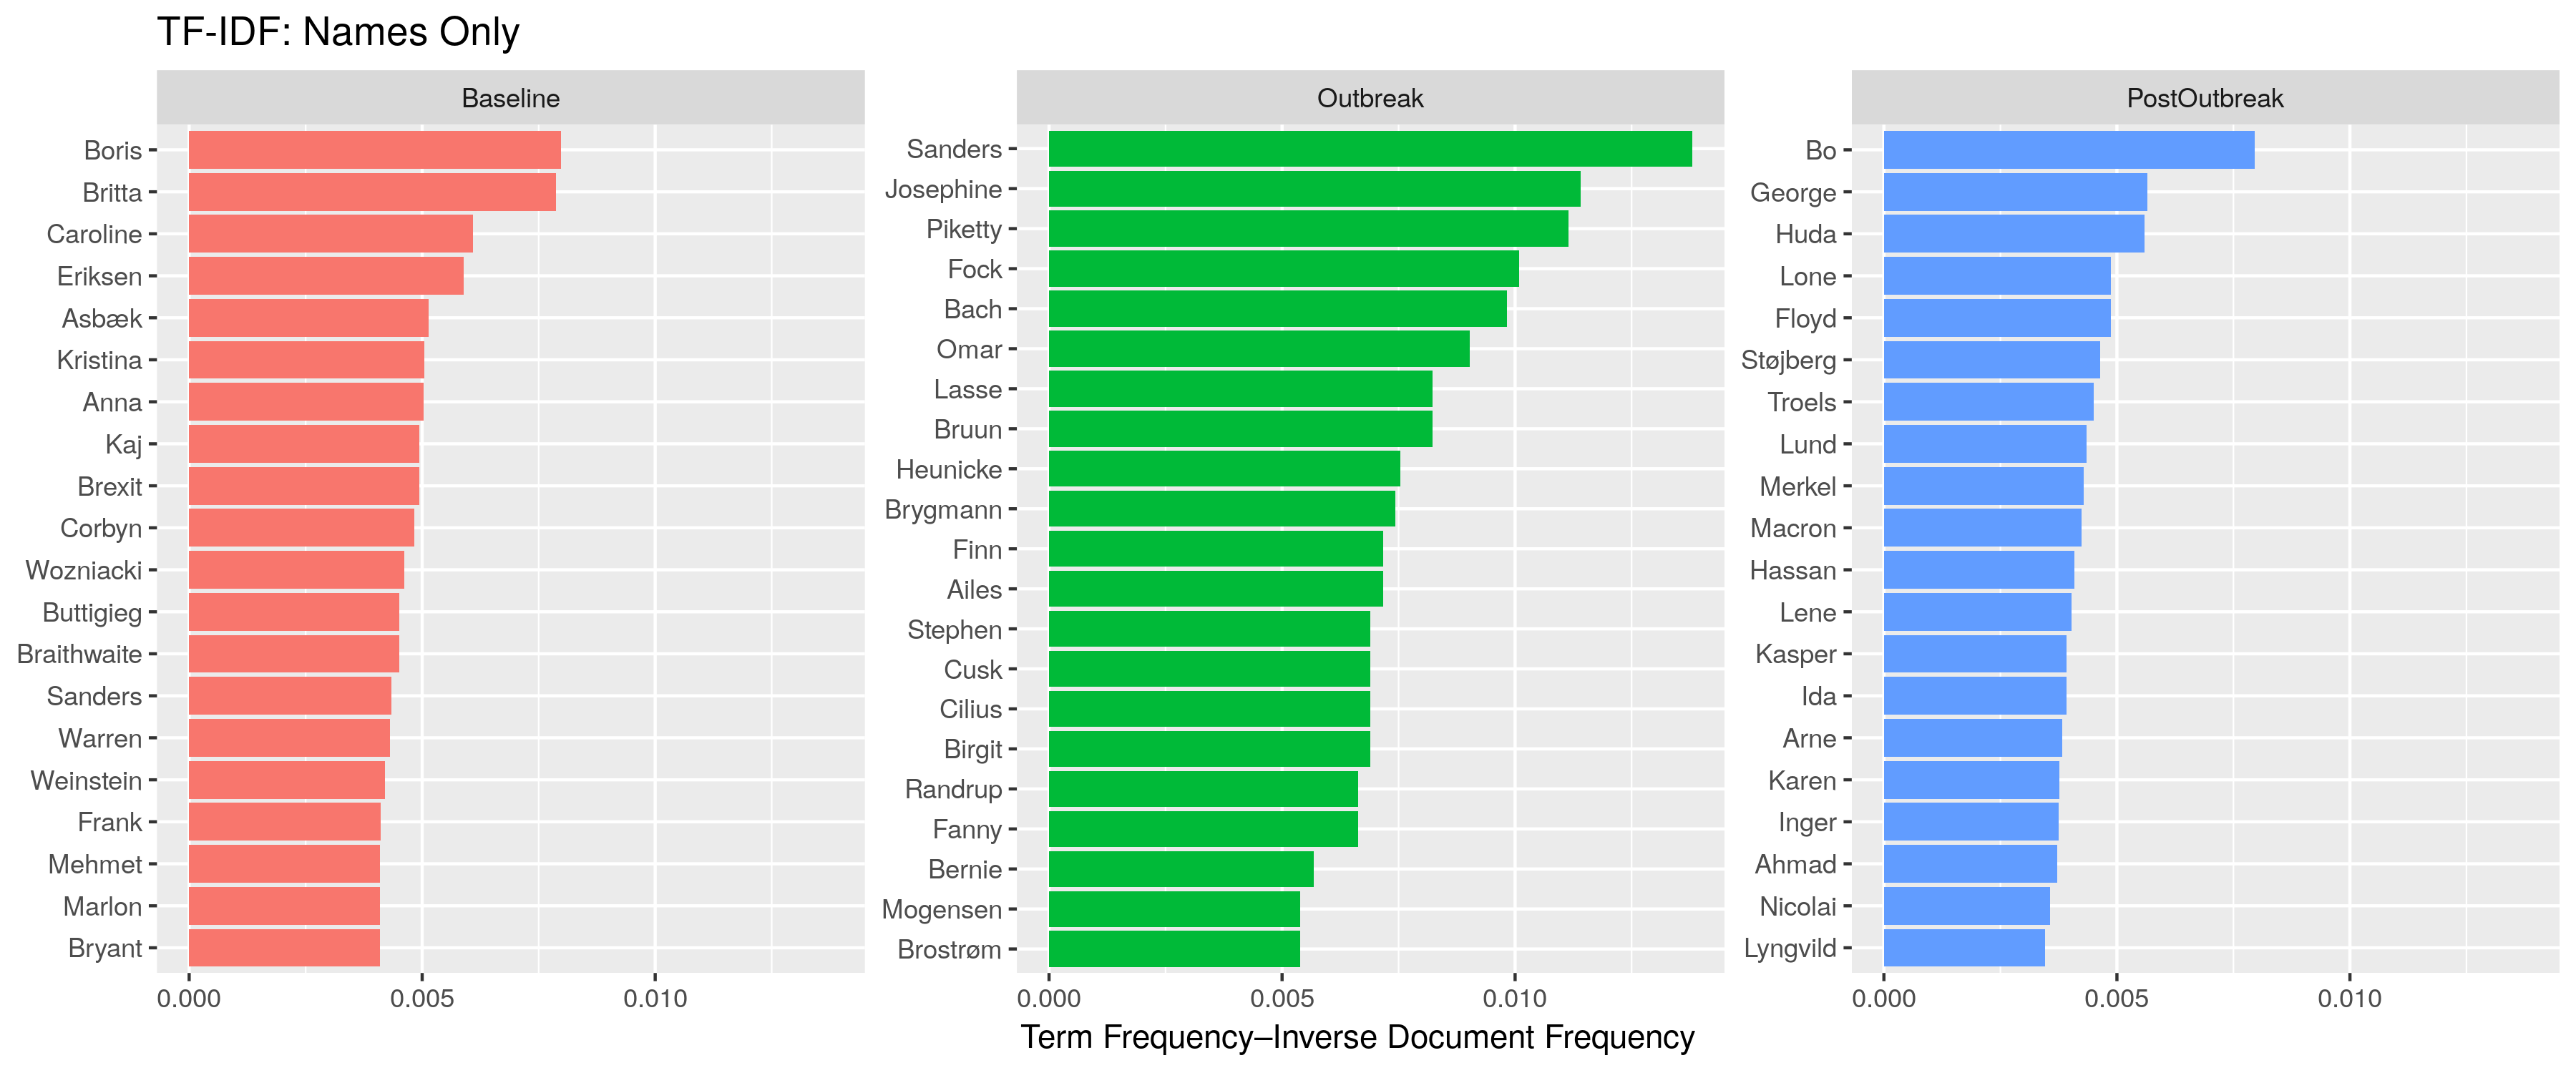 TF-IDF: Names Only
Baseline
Boris
Britta
Caroline
Eriksen
Asbæk
Kristina
Anna
Kaj
Brexit
Corbyn
Wozniacki
Buttigieg
Braithwaite
Sanders
Warren
Weinstein
Frank
Mehmet
Marlon
Bryant
0.000 0.005 0.010
Outbreak
Sanders
Josephine
Piketty
Fock
Bach
Omar
Lasse
Bruun
Heunicke
Brygmann
Finn
Ailes
Stephen
Cusk
Cilius
Birgit
Randrup
Fanny
Bernie
Mogensen
Brostrøm
0.000 0.005 0.010
PostOutbreak
Bo
George
Huda
Lone
Floyd
Støjberg
Troels
Lund
Merkel
Macron
Hassan
Lene
Kasper
Ida
Arne
Karen
Inger
Ahmad
Nicolai
Lyngvild
0.000 0.005 0.010
Term Frequency–Inverse Document Frequency